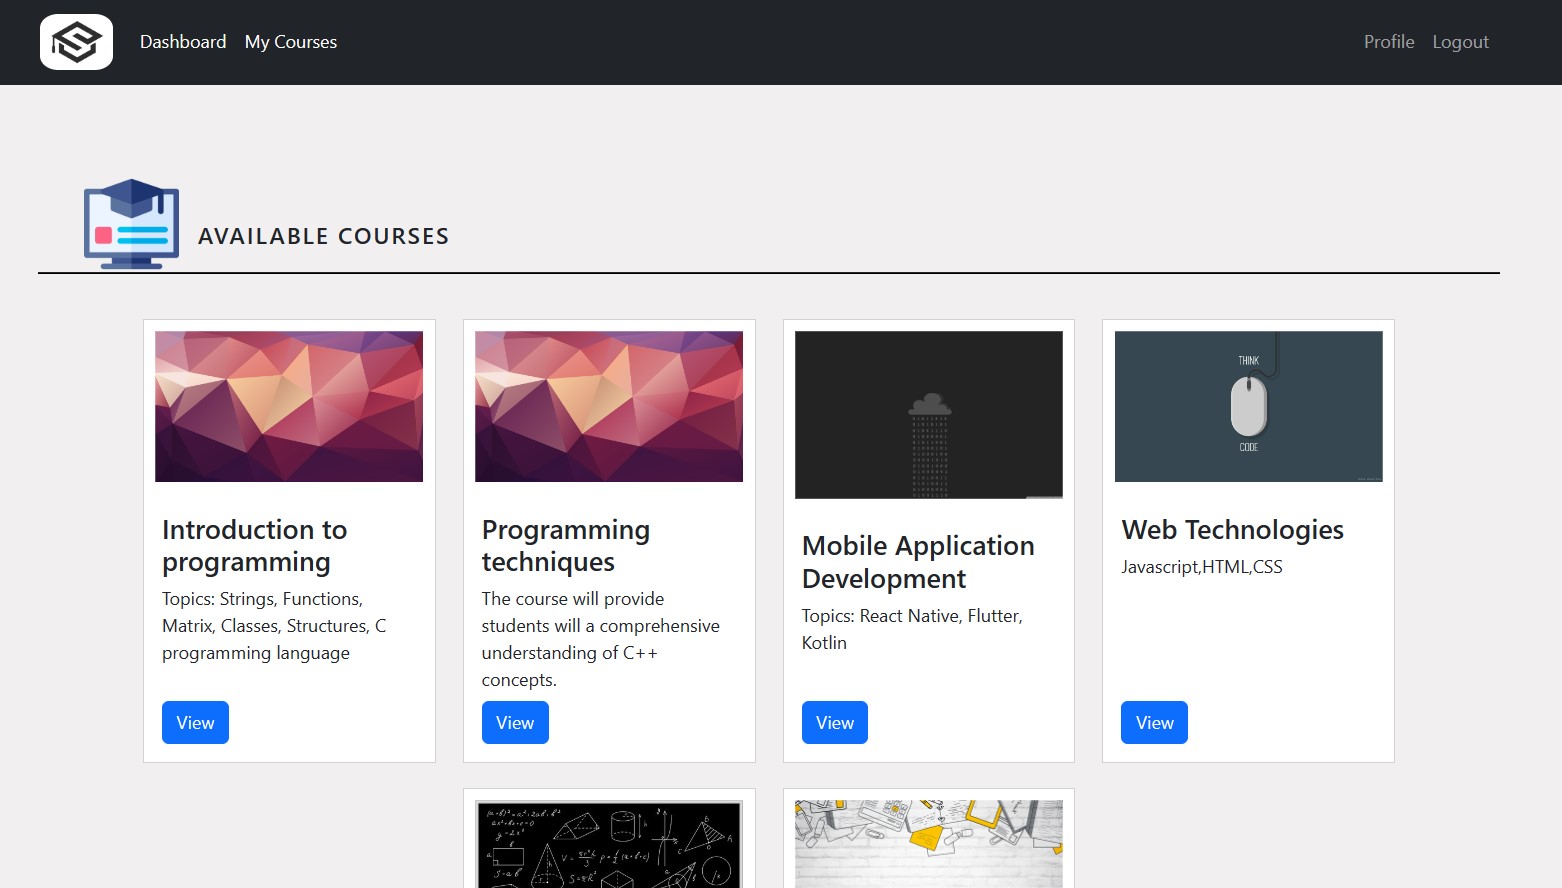 Dashboard My Courses Profile Logout
AVAILABLE COURSES
THINK
CODE
Introduction to
programming
Topics: Strings, Functions,
Matrix, Classes, Structures, C
programming language
View
Programming
techniques
The course will provide
students will a comprehensive
understanding of C++
concepts.
View
Mobile Application
Development
Topics: React Native, Flutter,
Kotlin
View
Web Technologies
Javascript,HTML,CSS
View